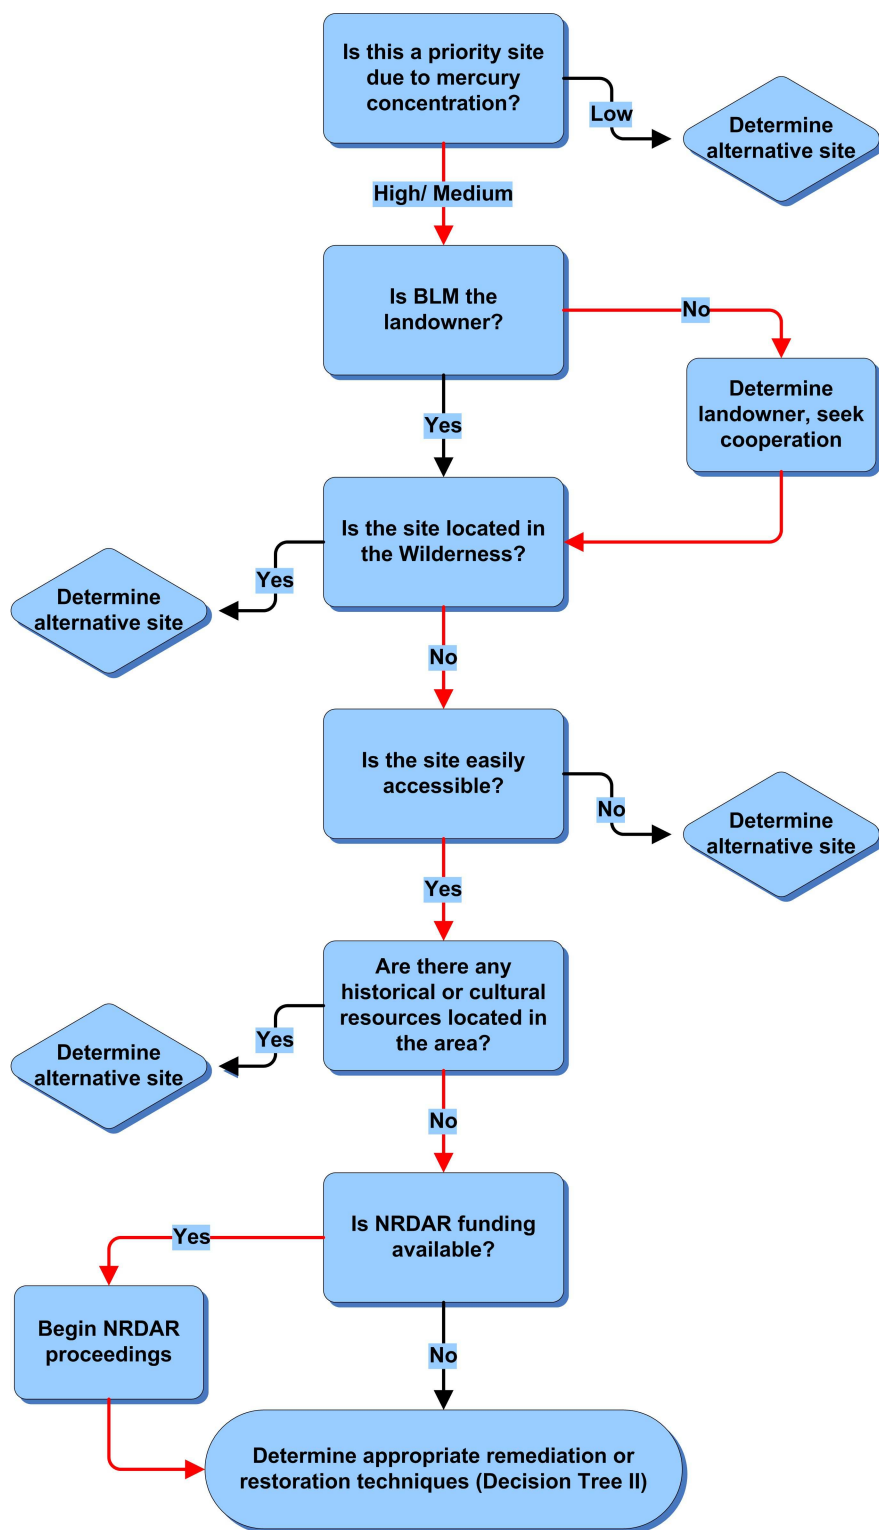 Is this a priority site
due to mercury
concentration?
Low
Determine
alternative site
High/ Medium
Is BLM the
landowner?
No
Determine
landowner, seek
cooperation
Yes
Is the site located in
the Wilderness?
Yes
Determine
alternative site
No
Is the site easily
accessible?
No
Determine
alternative site
Yes
Are there any
historical or cultural
resources located in
the area?
Yes
Determine
alternative site
No
Is NRDAR funding
available?
Yes
Begin NRDAR
proceedings
No
Determine appropriate remediation or
restoration techniques (Decision Tree II)